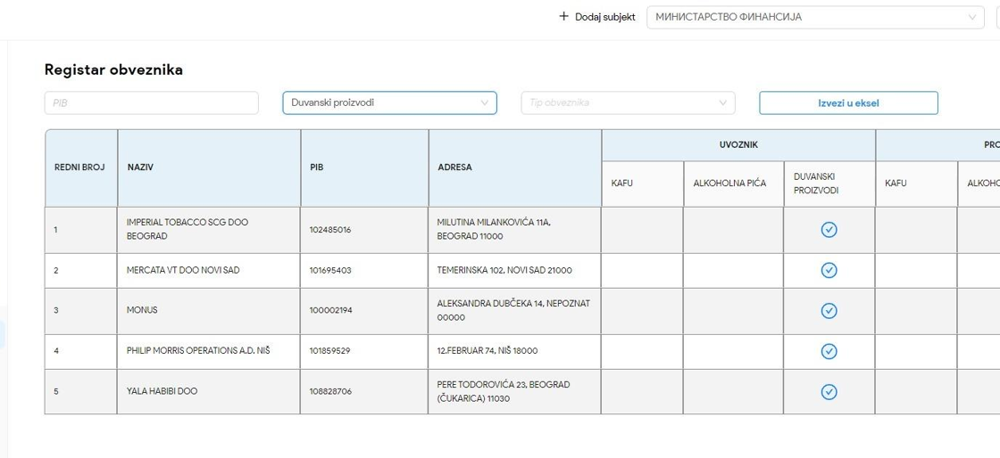 Dodaj subjekt
МИНИСТАРСТВО ФИНАНСИЈА
Registar obveznika
PIB
Duvanski proizvodi
Tip obveznika
Izvezi u eksel
REDNI BROJ
NAZIV
PIB
ADRESA
UVOZNIK
PRO
KAFU
ALKOHOLNA PIĆA
DUVANSKI
PROIZVODI
KAFU
ALKOHO
1
IMPERIAL TOBACCO SCG DOO
BEOGRAD
102485016
MILUTINA MILANKOVIĆA 11A,
BEOGRAD 11000
2
MERCATA VT DOO NOVI SAD
101695403
TEMERINSKA 102, NOVI SAD 21000
3
MONUS
100002194
ALEKSANDRA DUBČEKA 14, NEPOZNAT
00000
4
PHILIP MORRIS OPERATIONS A.D. NIŠ
101859529
12.FEBRUAR 74, NIŠ 18000
5
YALA HABIBI DOO
108828706
PERE TODOROVIĆA 23, BEOGRAD
(ČUKARICA) 11030